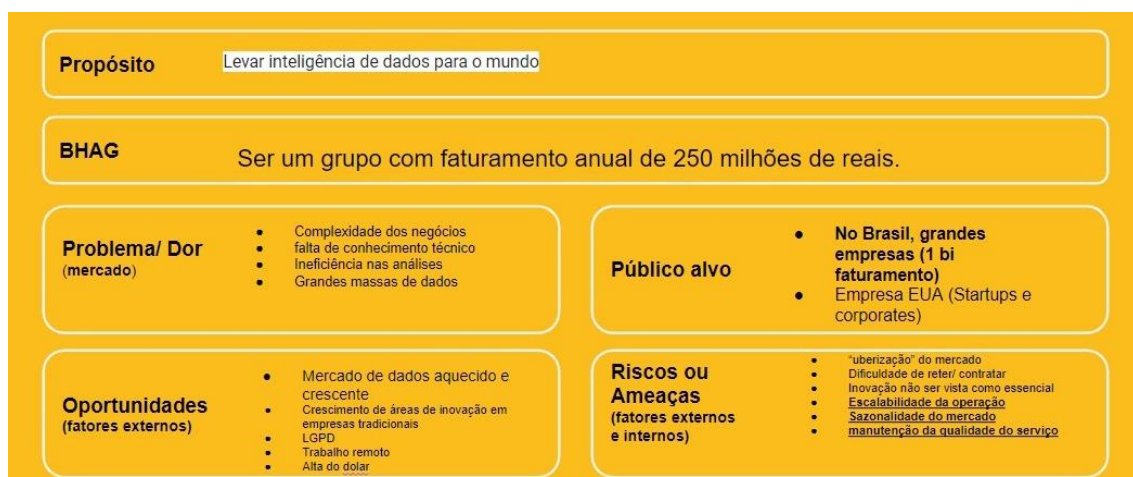 Propósito
Levar inteligência de dados para o mundo
BHAG
Ser um grupo com faturamento anual de 250 milhões de reais.
Problema/ Dor
(mercado)
● Complexidade dos negócios
● falta de conhecimento técnico
● Ineficiência nas análises
● Grandes massas de dados
Público alvo
● No Brasil, grandes
empresas (1 bi
faturamento)
● Empresa EUA (Startups e
corporates)
Oportunidades
(fatores externos)
● Mercado de dados aquecido e
crescente
● Crescimento de áreas de inovação em
empresas tradicionais
● LGPD
● Trabalho remoto
● Alta do dolar
Riscos ou
Ameaças
(fatores externos
e internos)
● "uberização" do mercado
● Dificuldade de reter/ contratar
● Inovação não ser vista como essencial
● Escalabilidade da operação
● Sazonalidade do mercado
● manutenção da qualidade do serviço